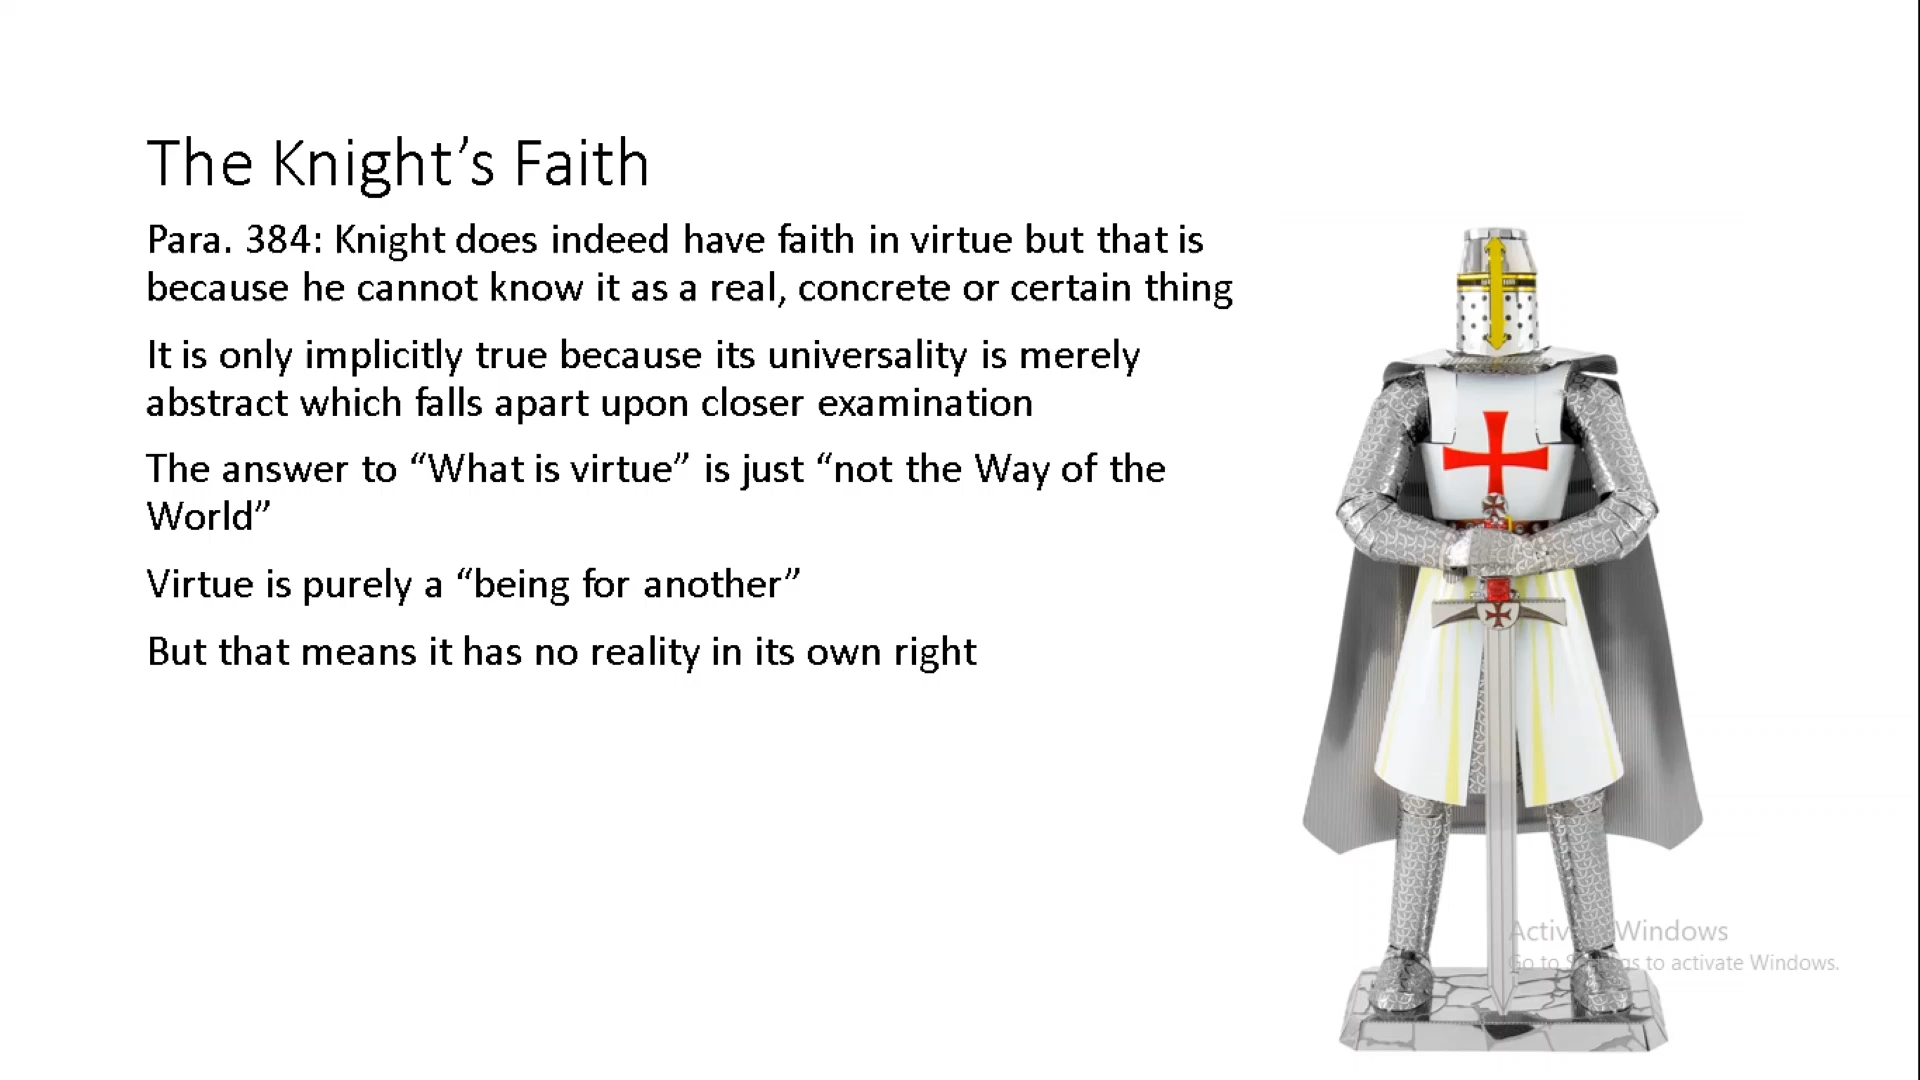 The Knight’s Faith
Para. 384: Knight does indeed have faith in virtue but that is
because he cannot know it as a real, concrete or certain thing
It is only implicitly true because its universality is merely
abstract which falls apart upon closer examination
The answer to “What is virtue” is just “not the Way of the
World”
Virtue is purely a “being for another”
But that means it has no reality in its own right
Windows
Go to to activate Windows.